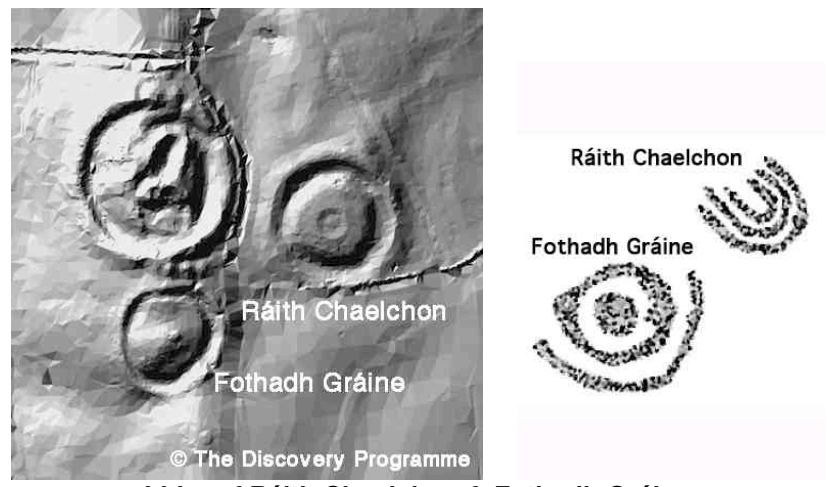 Ráith Chaelchon
Fothadh Gráine
© The Discovery Programme
Ráith Chaelchon
Fothadh Gráine